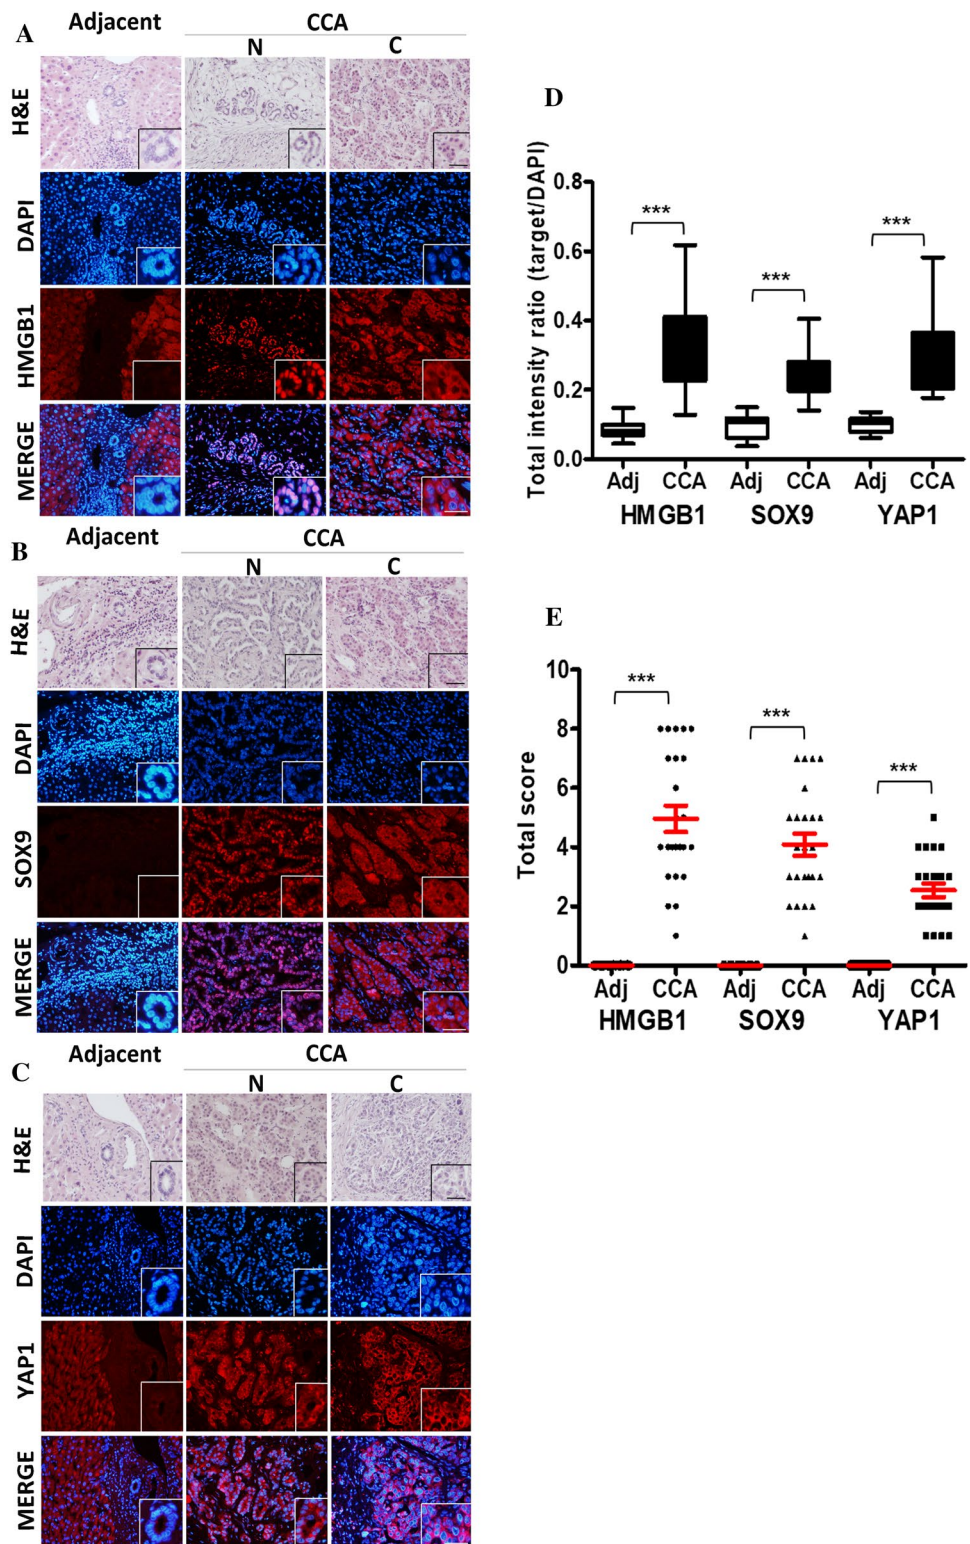 A
Adjacent CCA
N C
H&E
DAPI
HMGB1
MERGE
B
Adjacent CCA
N C
H&E
DAPI
SOX9
MERGE
C
Adjacent CCA
N C
H&E
DAPI
YAP1
MERGE
D
Total intensity ratio (target/DAPI)
0.8
0.6
0.4
0.2
0.0
*** *** ***
Adj CCA Adj CCA Adj CCA
HMGB1 SOX9 YAP1
E
Total score
10
8
6
4
2
0
*** *** ***
Adj CCA Adj CCA Adj CCA
HMGB1 SOX9 YAP1